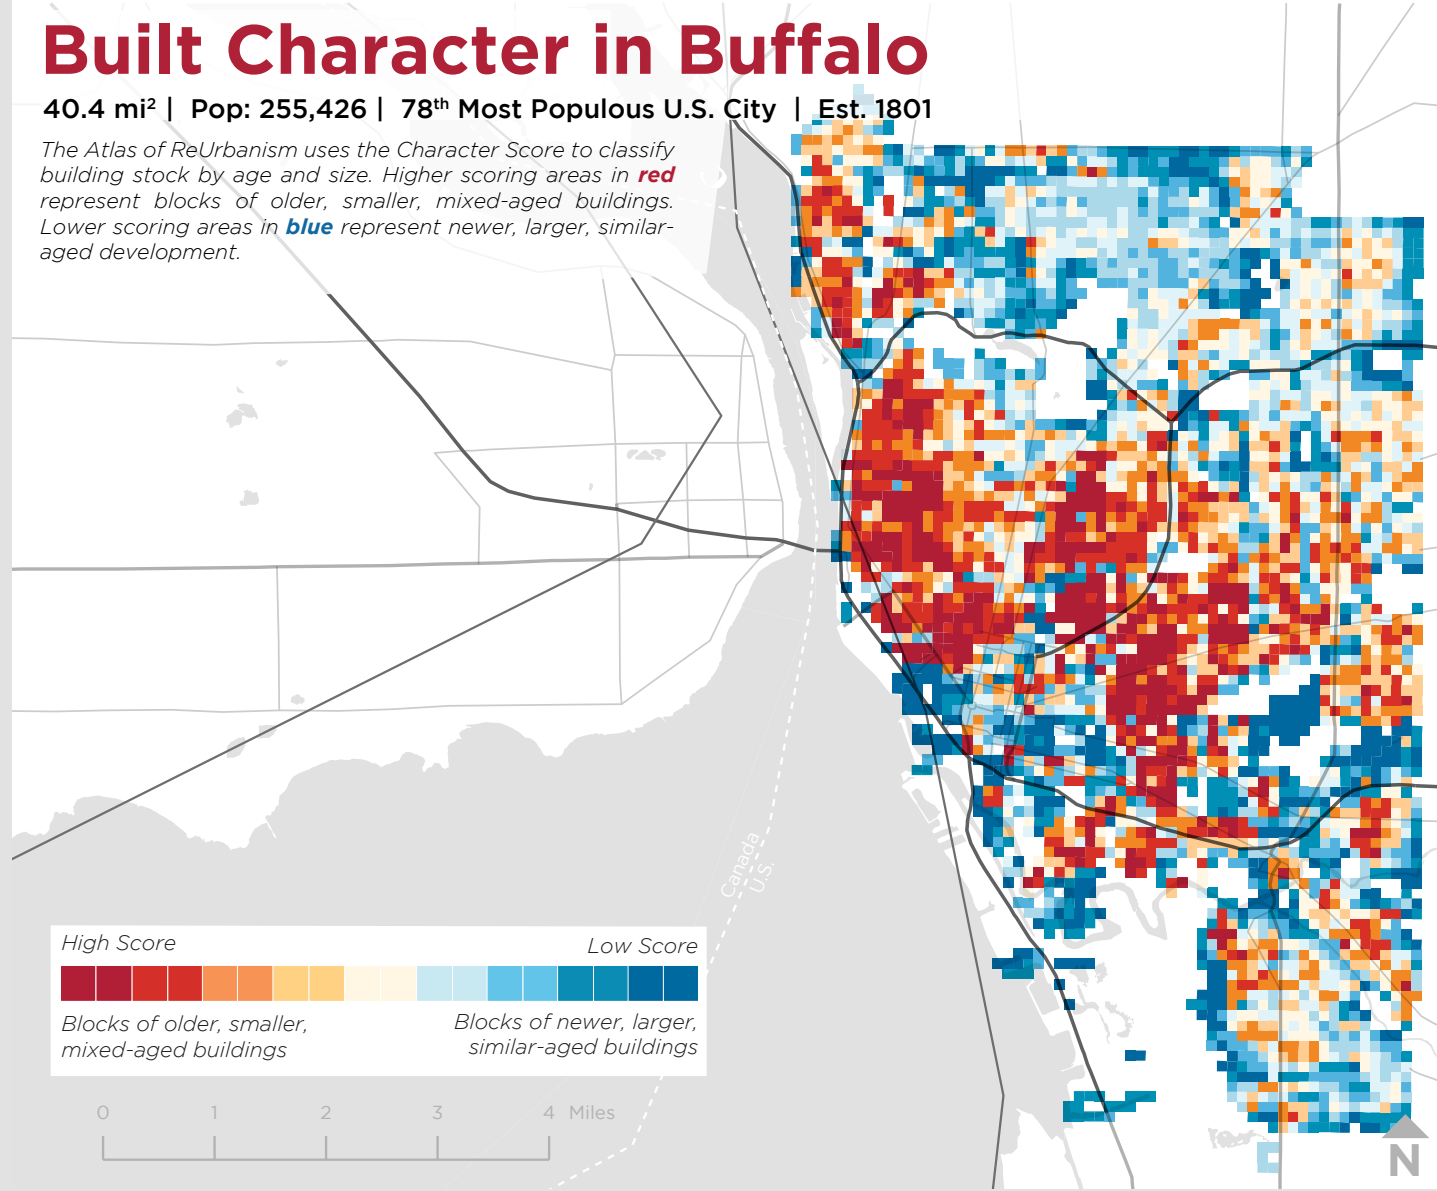 Built Character in Buffalo
40.4 mi² | Pop: 255,426 | 78th Most Populous U.S. City | Est. 1801
The Atlas of ReUrbanism uses the Character Score to classify
building stock by age and size. Higher scoring areas in red
represent blocks of older, smaller, mixed-aged buildings.
Lower scoring areas in blue represent newer, larger, similar-
aged development.
Canada
U.S.
High Score Low Score
Blocks of older, smaller,
mixed-aged buildings
Blocks of newer, larger,
similar-aged buildings
0 1 2 3 4 Miles
N